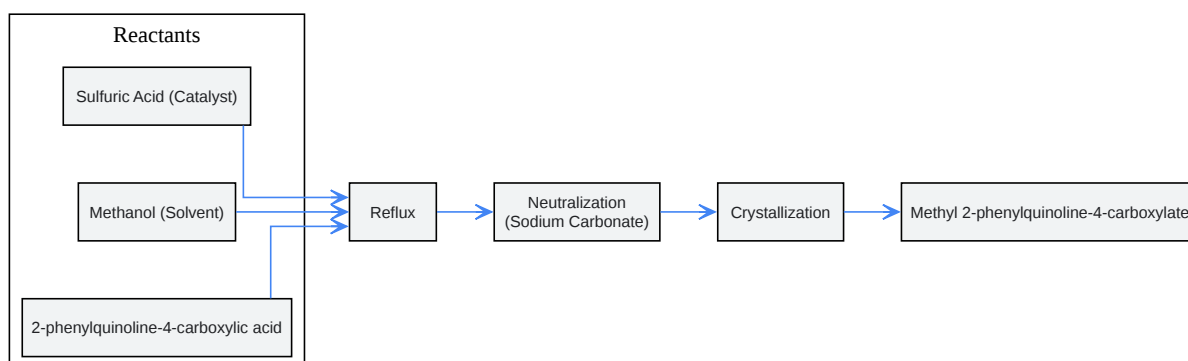 Reactants
Sulfuric Acid (Catalyst)
Methanol (Solvent)
2-phenylquinoline-4-carboxylic acid
Reflux
Neutralization
(Sodium Carbonate)
Crystallization
Methyl 2-phenylquinoline-4-carboxylate